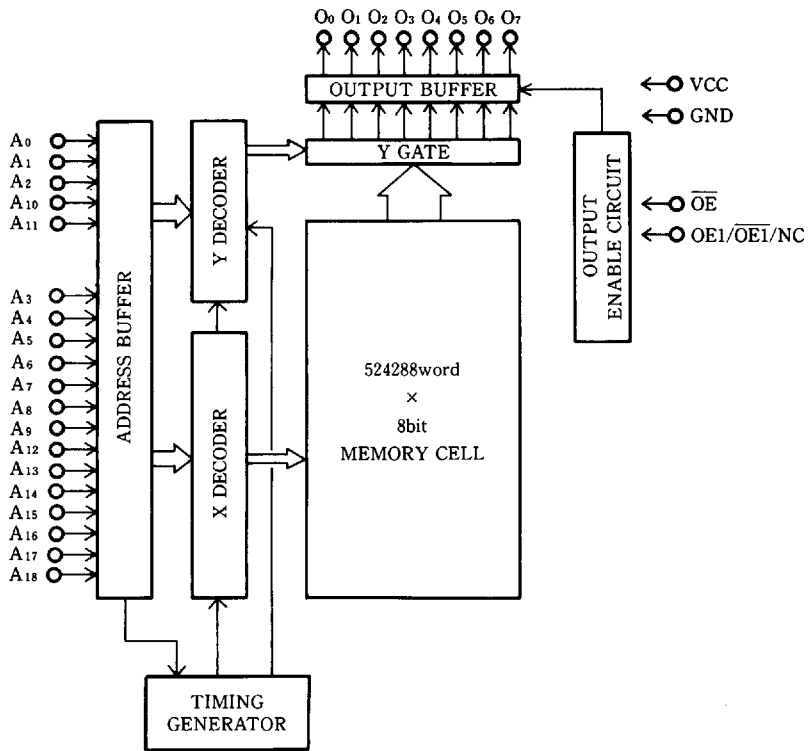 O₀ O₁ O₂ O₃ O₄ O₅ O₆ O₇
OUTPUT BUFFER
Y GATE
VCC
GND
O̅E̅
OE1/O̅E̅1̅/NC
OUTPUT
ENABLE CIRCUIT
A₀
A₁
A₂
A₁₀
A₁₁
A₃
A₄
A₅
A₆
A₇
A₈
A₉
A₁₂
A₁₃
A₁₄
A₁₅
A₁₆
A₁₇
A₁₈
ADDRESS BUFFER
Y DECODER
X DECODER
524288word
×
8bit
MEMORY CELL
TIMING
GENERATOR